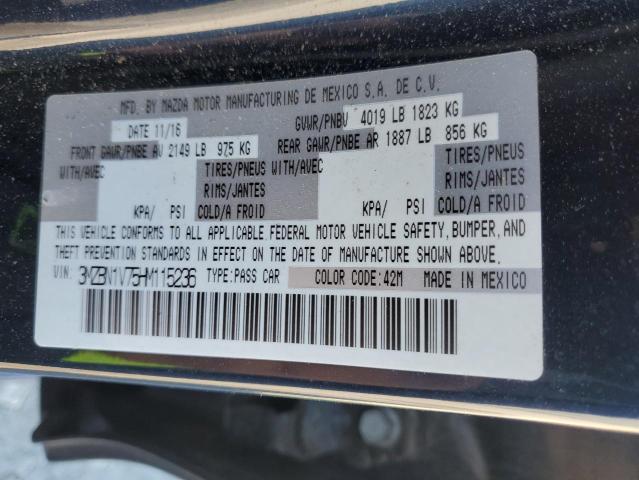 MFD. BY MAZDA MOTOR MANUFACTURING DE MEXICO S.A. DE C.V.
DATE 11/16 GVWR/PNBV 4019 LB 1823 KG
FRONT GAWR/PNBE AV 2149 LB 975 KG REAR GAWR/PNBE AR 1887 LB 856 KG
WITH/AVEC TIRES/PNEUS WITH/AVEC TIRES/PNEUS
RIMS/JANTES RIMS/JANTES
KPA/ PSI COLD/A FROID KPA/ PSI COLD/A FROID
THIS VEHICLE CONFORMS TO ALL APPLICABLE FEDERAL MOTOR VEHICLE SAFETY, BUMPER, AND
THEFT PREVENTION STANDARDS IN EFFECT ON THE DATE OF MANUFACTURE SHOWN ABOVE.
VIN: 3MZBN1V75HM115236 TYPE:PASS CAR COLOR CODE:42M MADE IN MEXICO